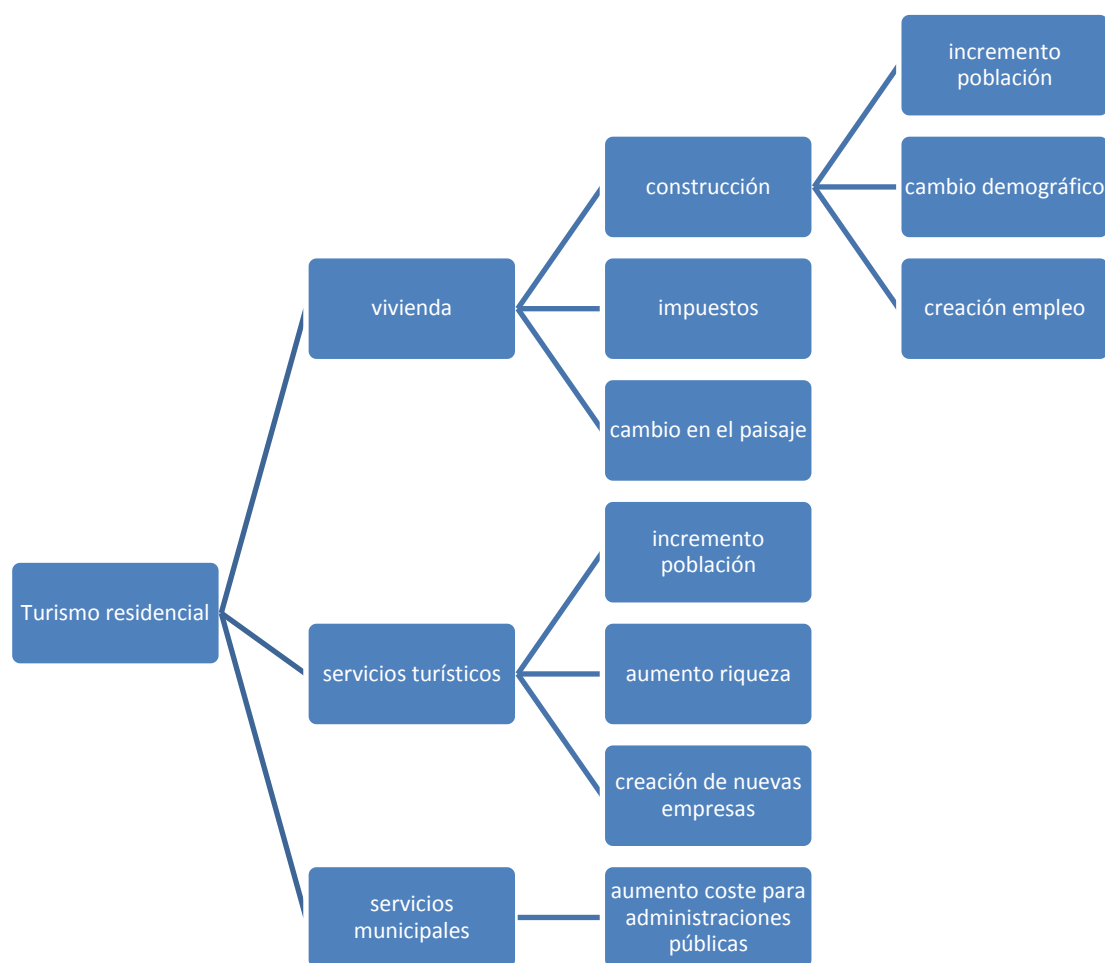 incremento
población
construcción
cambio demográfico
vivienda
impuestos
creación empleo
cambio en el paisaje
incremento
población
Turismo residencial
servicios turísticos
aumento riqueza
creación de nuevas
empresas
servicios
municipales
aumento coste para
administraciones
públicas